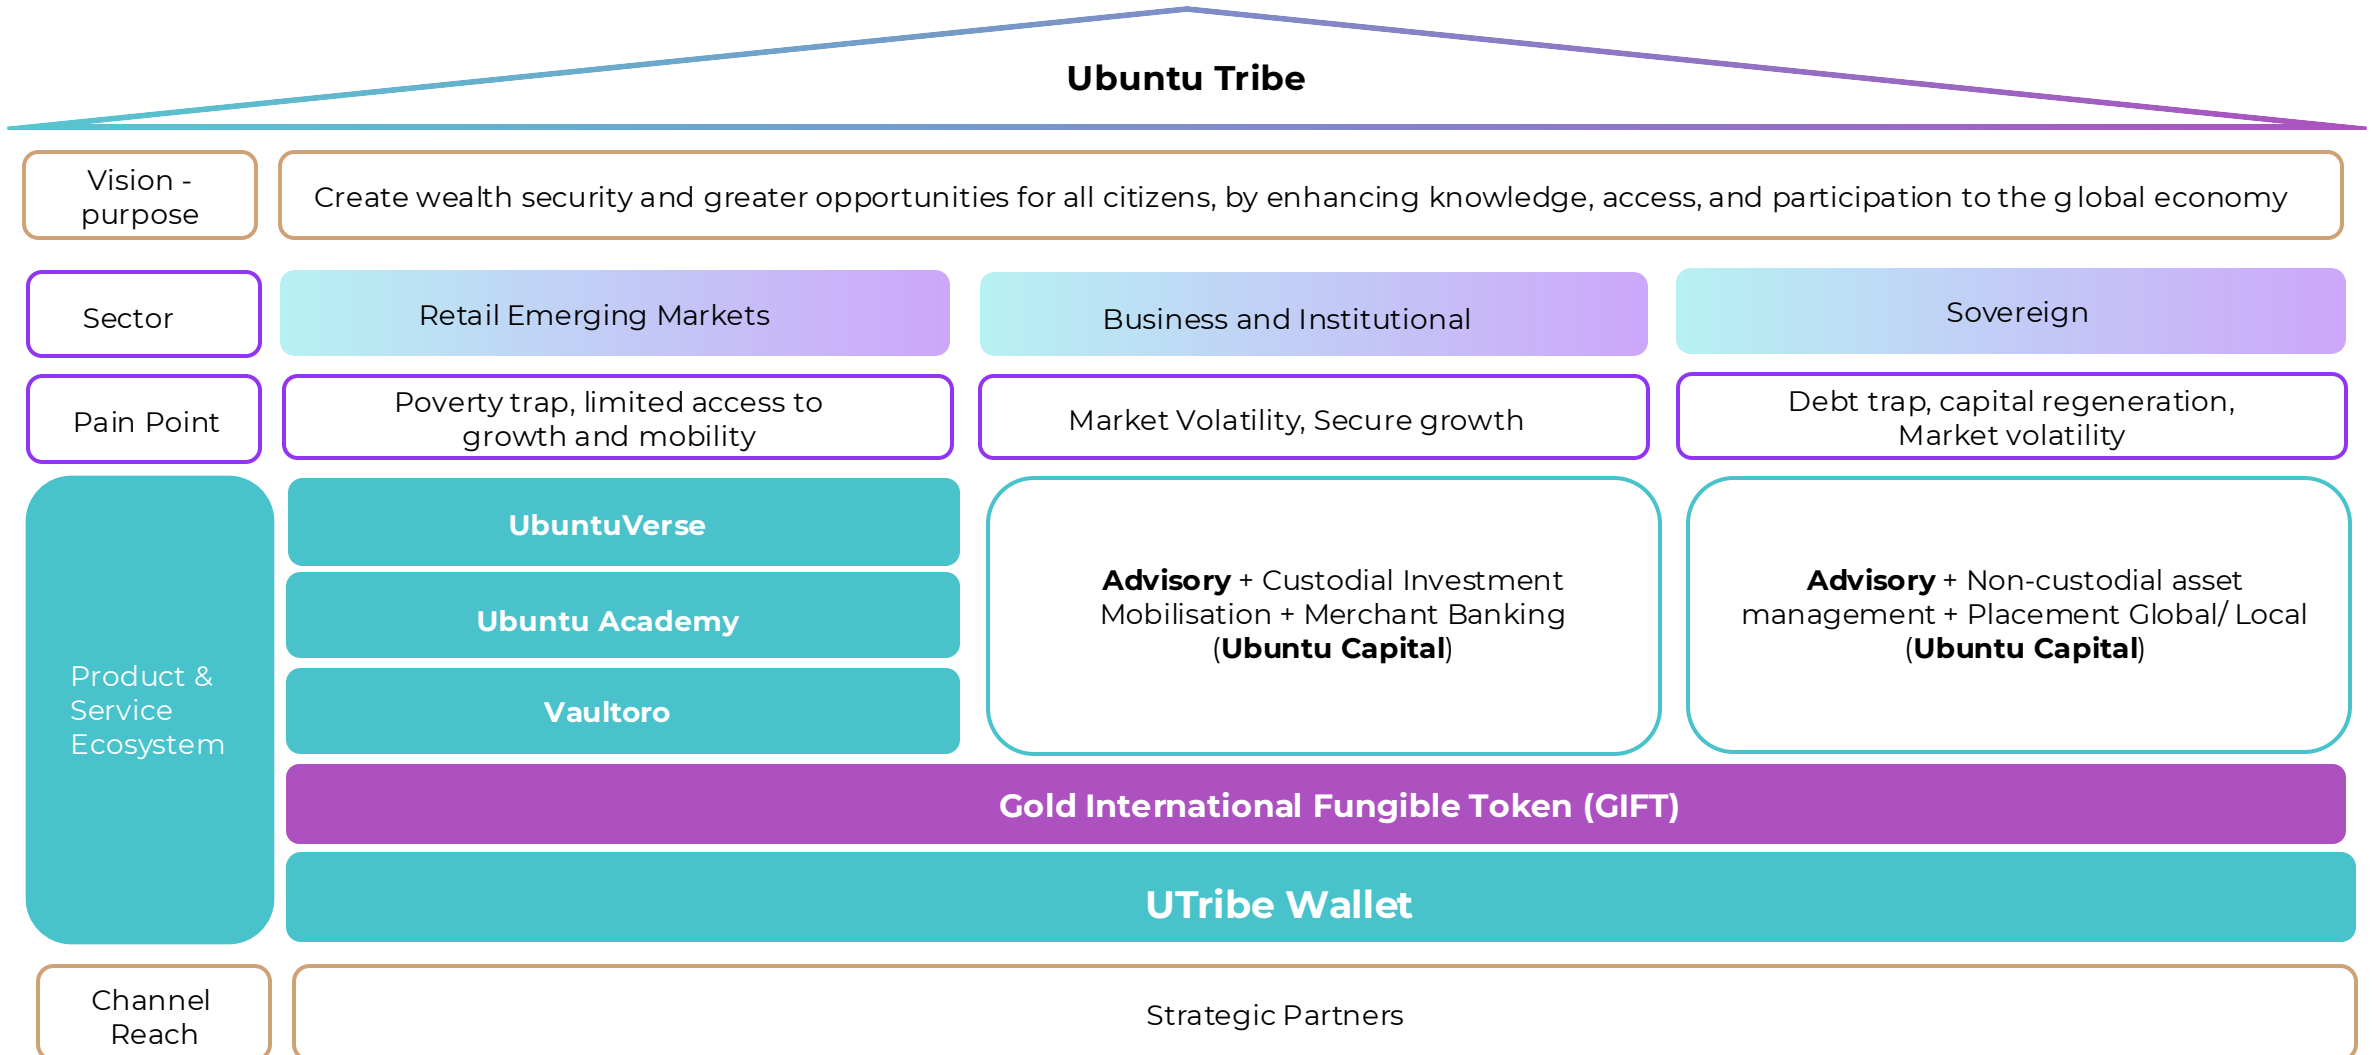 Ubuntu Tribe
Vision -
purpose
Create wealth security and greater opportunities for all citizens, by enhancing knowledge, access, and participation to the global economy
Sector
Retail Emerging Markets
Business and Institutional
Sovereign
Pain Point
Poverty trap, limited access to
growth and mobility
Market Volatility, Secure growth
Debt trap, capital regeneration,
Market volatility
Product &
Service
Ecosystem
UbuntuVerse
Ubuntu Academy
Vaultoro
Advisory + Custodial Investment
Mobilisation + Merchant Banking
(Ubuntu Capital)
Advisory + Non-custodial asset
management + Placement Global/ Local
(Ubuntu Capital)
Gold International Fungible Token (GIFT)
UTribe Wallet
Channel
Reach
Strategic Partners